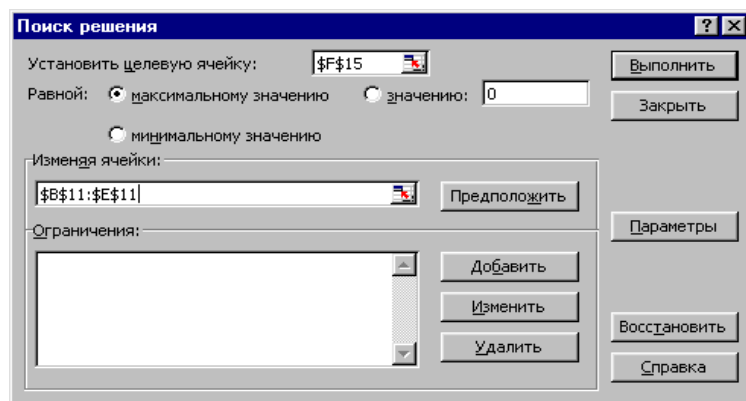 Поиск решения
Установить целевую ячейку: $F$15 Выполнить
Равной: максимальному значению значению: 0 Закрыть
минимальному значению
Изменяя ячейки:
$B$11:$E$11 Предположить
Ограничения: Параметры
Добавить
Изменить
Удалить
Восстановить
Справка